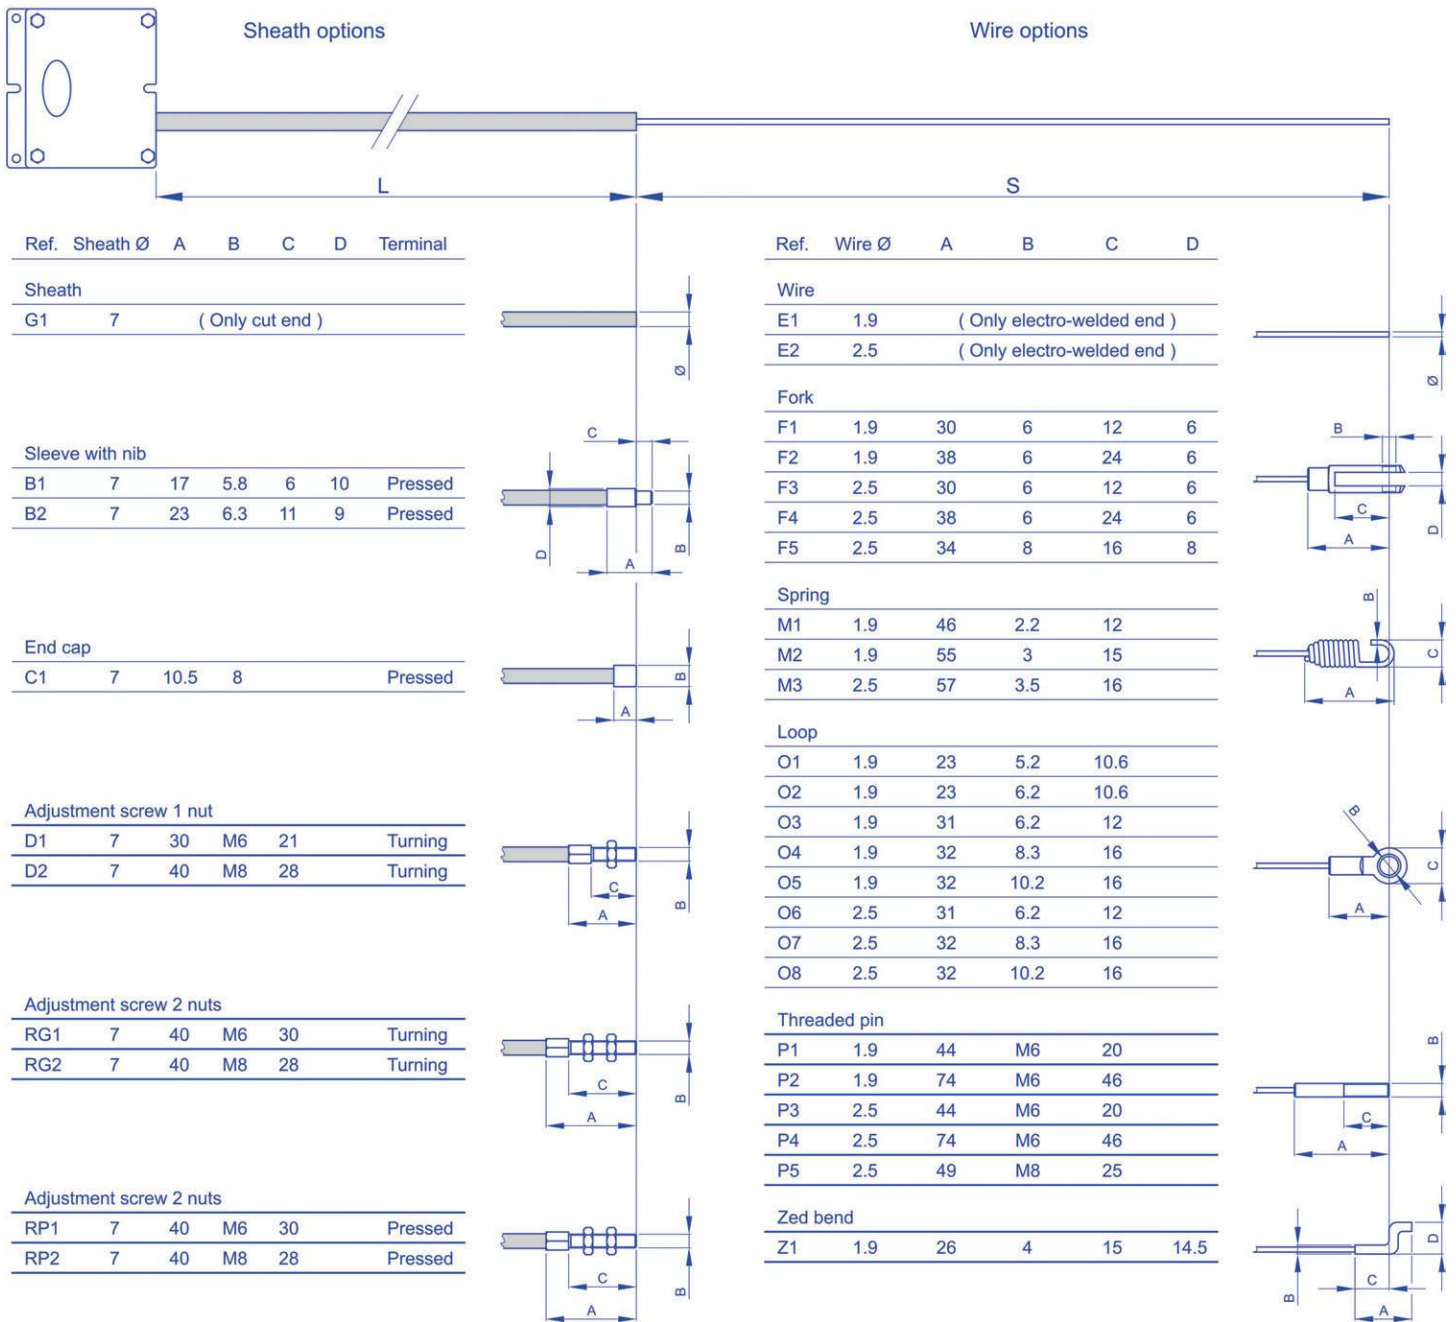 Sheath options
Wire options
L
S
Ref. Sheath Ø A B C D Terminal
Sheath
G1 7 ( Only cut end )
Ø
Sleeve with nib
B1 7 17 5.8 6 10 Pressed
B2 7 23 6.3 11 9 Pressed
C
D
A
B
End cap
C1 7 10.5 8 Pressed
B
A
Adjustment screw 1 nut
D1 7 30 M6 21 Turning
D2 7 40 M8 28 Turning
C
A
B
Adjustment screw 2 nuts
RG1 7 40 M6 30 Turning
RG2 7 40 M8 28 Turning
C
A
B
Adjustment screw 2 nuts
RP1 7 40 M6 30 Pressed
RP2 7 40 M8 28 Pressed
C
A
B
Ref. Wire Ø A B C D
Wire
E1 1.9 ( Only electro-welded end )
E2 2.5 ( Only electro-welded end )
Ø
Fork
F1 1.9 30 6 12 6
F2 1.9 38 6 24 6
F3 2.5 30 6 12 6
F4 2.5 38 6 24 6
F5 2.5 34 8 16 8
B
C
A
D
Spring
M1 1.9 46 2.2 12
M2 1.9 55 3 15
M3 2.5 57 3.5 16
B
C
A
Loop
O1 1.9 23 5.2 10.6
O2 1.9 23 6.2 10.6
O3 1.9 31 6.2 12
O4 1.9 32 8.3 16
O5 1.9 32 10.2 16
O6 2.5 31 6.2 12
O7 2.5 32 8.3 16
O8 2.5 32 10.2 16
B
C
A
Threaded pin
P1 1.9 44 M6 20
P2 1.9 74 M6 46
P3 2.5 44 M6 20
P4 2.5 74 M6 46
P5 2.5 49 M8 25
B
C
A
Zed bend
Z1 1.9 26 4 15 14.5
D
B
C
A